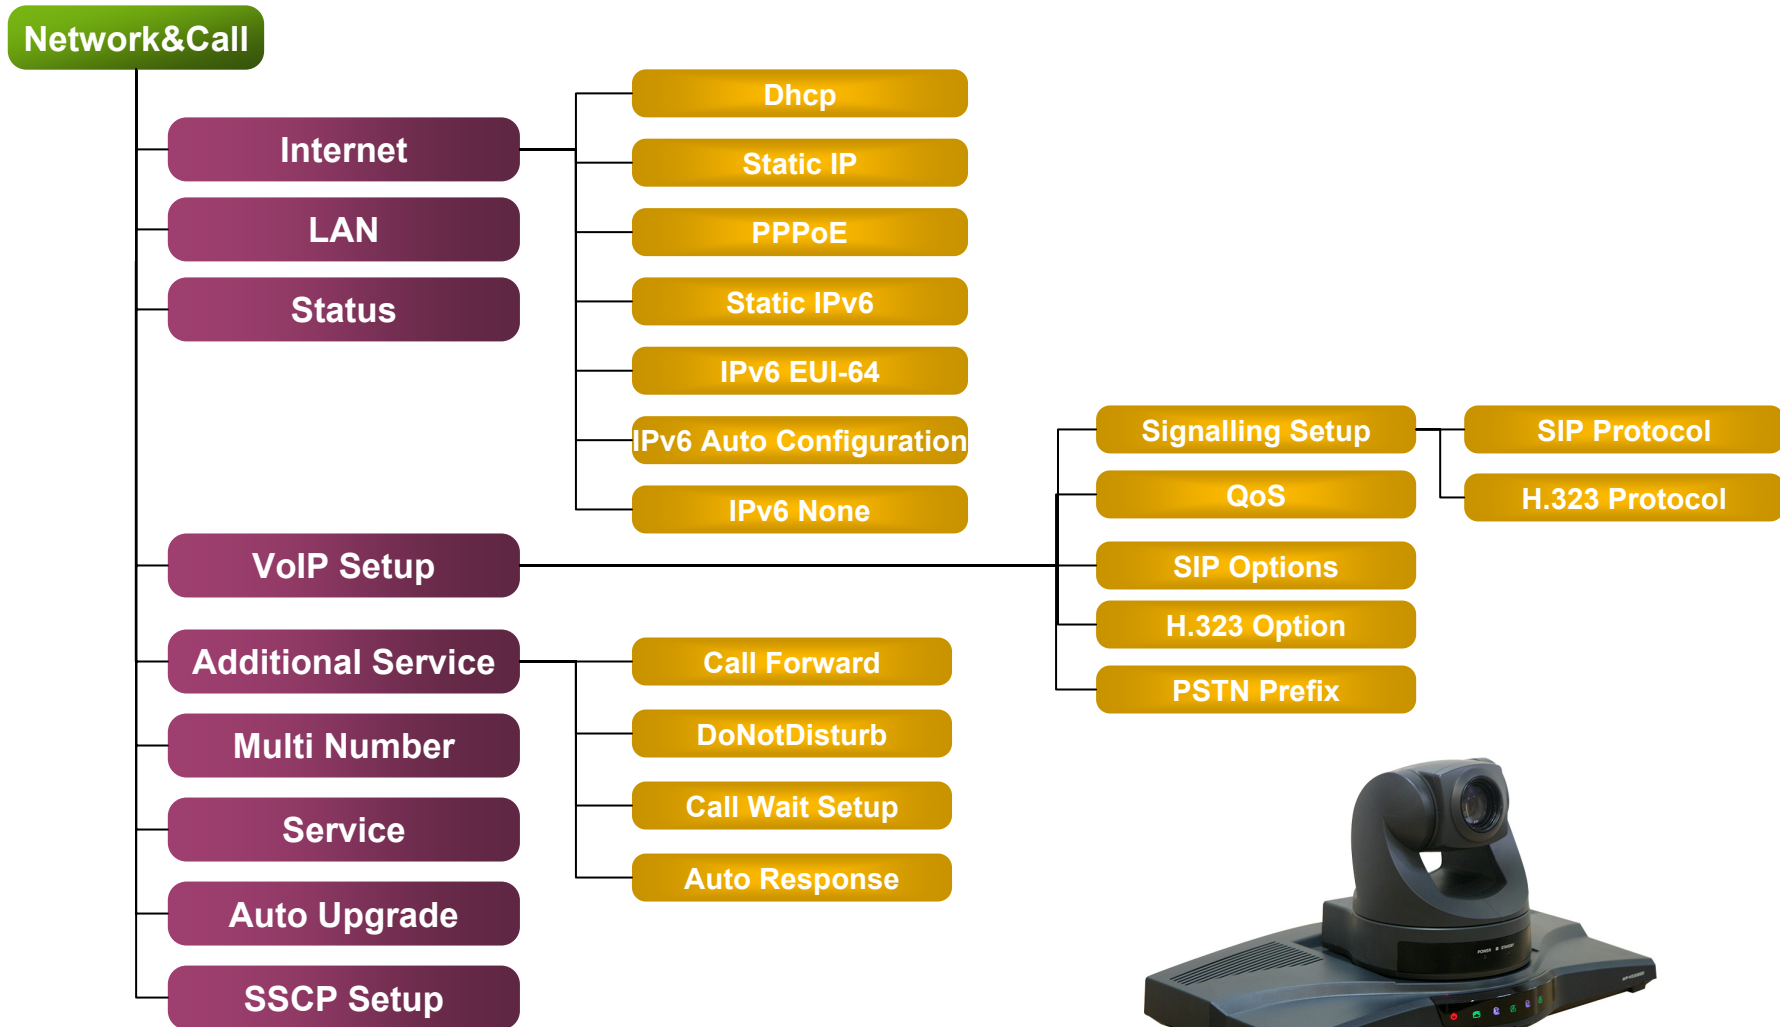 Network&Call
Internet
LAN
Status
VoIP Setup
Additional Service
Multi Number
Service
Auto Upgrade
SSCP Setup
Dhcp
Static IP
PPPoE
Static IPv6
IPv6 EUI-64
IPv6 Auto Configuration
IPv6 None
Call Forward
DoNotDisturb
Call Wait Setup
Auto Response
Signalling Setup
QoS
SIP Options
H.323 Option
PSTN Prefix
SIP Protocol
H.323 Protocol
POWER STANDBY